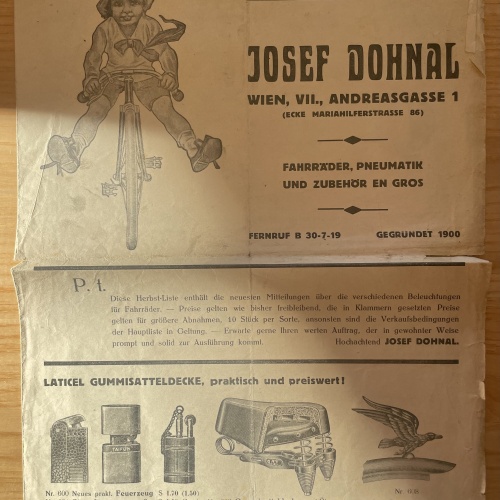 JOSEF DOHNAL
WIEN, VII., ANDREASGASSE 1
(ECKE MARIAHILFERSTRASSE 86)
FAHRRÄDER, PNEUMATIK
UND ZUBEHÖR EN GROS
FERNRUF B 30-7-19 GEGRÜNDET 1900
P. t.
Diese Herbst-Liste enthält die neuesten Mitteilungen über die verschiedenen Beleuchtungen
für Fahrräder. — Preise gelten wie bisher freibleibend, die in Klammern gesetzten Preise
gelten für größere Abnahmen, 10 Stück per Sorte, ansonsten sind die Verkaufsbedingungen
der Hauptliste in Geltung. — Erwarte gerne Ihren werten Auftrag, der in gewohnter Weise
prompt und solid zur Ausführung kommt. Hochachtend JOSEF DOHNAL.
LATICEL GUMMISATTELDECKE, praktisch und preiswert!
TAIFUN
Nr. 600 Neues prakt. Feuerzeug S 1.70 (1.50)